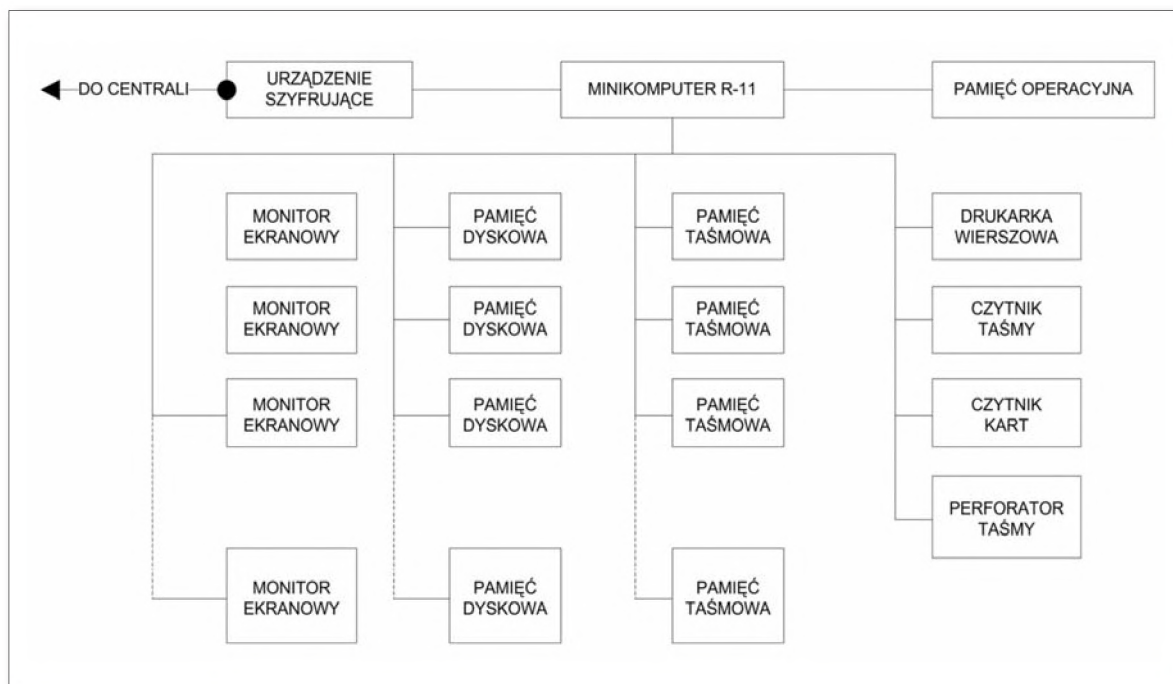 DO CENTRALI
URZĄDZENIE
SZYFRUJĄCE
MINIKOMPUTER R-11
PAMIĘĆ OPERACYJNA
MONITOR
EKRANOWY
PAMIĘĆ
DYSKOWA
PAMIĘĆ
TAŚMOWA
DRUKARKA
WIERSZOWA
MONITOR
EKRANOWY
PAMIĘĆ
DYSKOWA
PAMIĘĆ
TAŚMOWA
CZYTNIK
TAŚMY
MONITOR
EKRANOWY
PAMIĘĆ
DYSKOWA
PAMIĘĆ
TAŚMOWA
CZYTNIK
KART
PERFORATOR
TAŚMY
MONITOR
EKRANOWY
PAMIĘĆ
DYSKOWA
PAMIĘĆ
TAŚMOWA